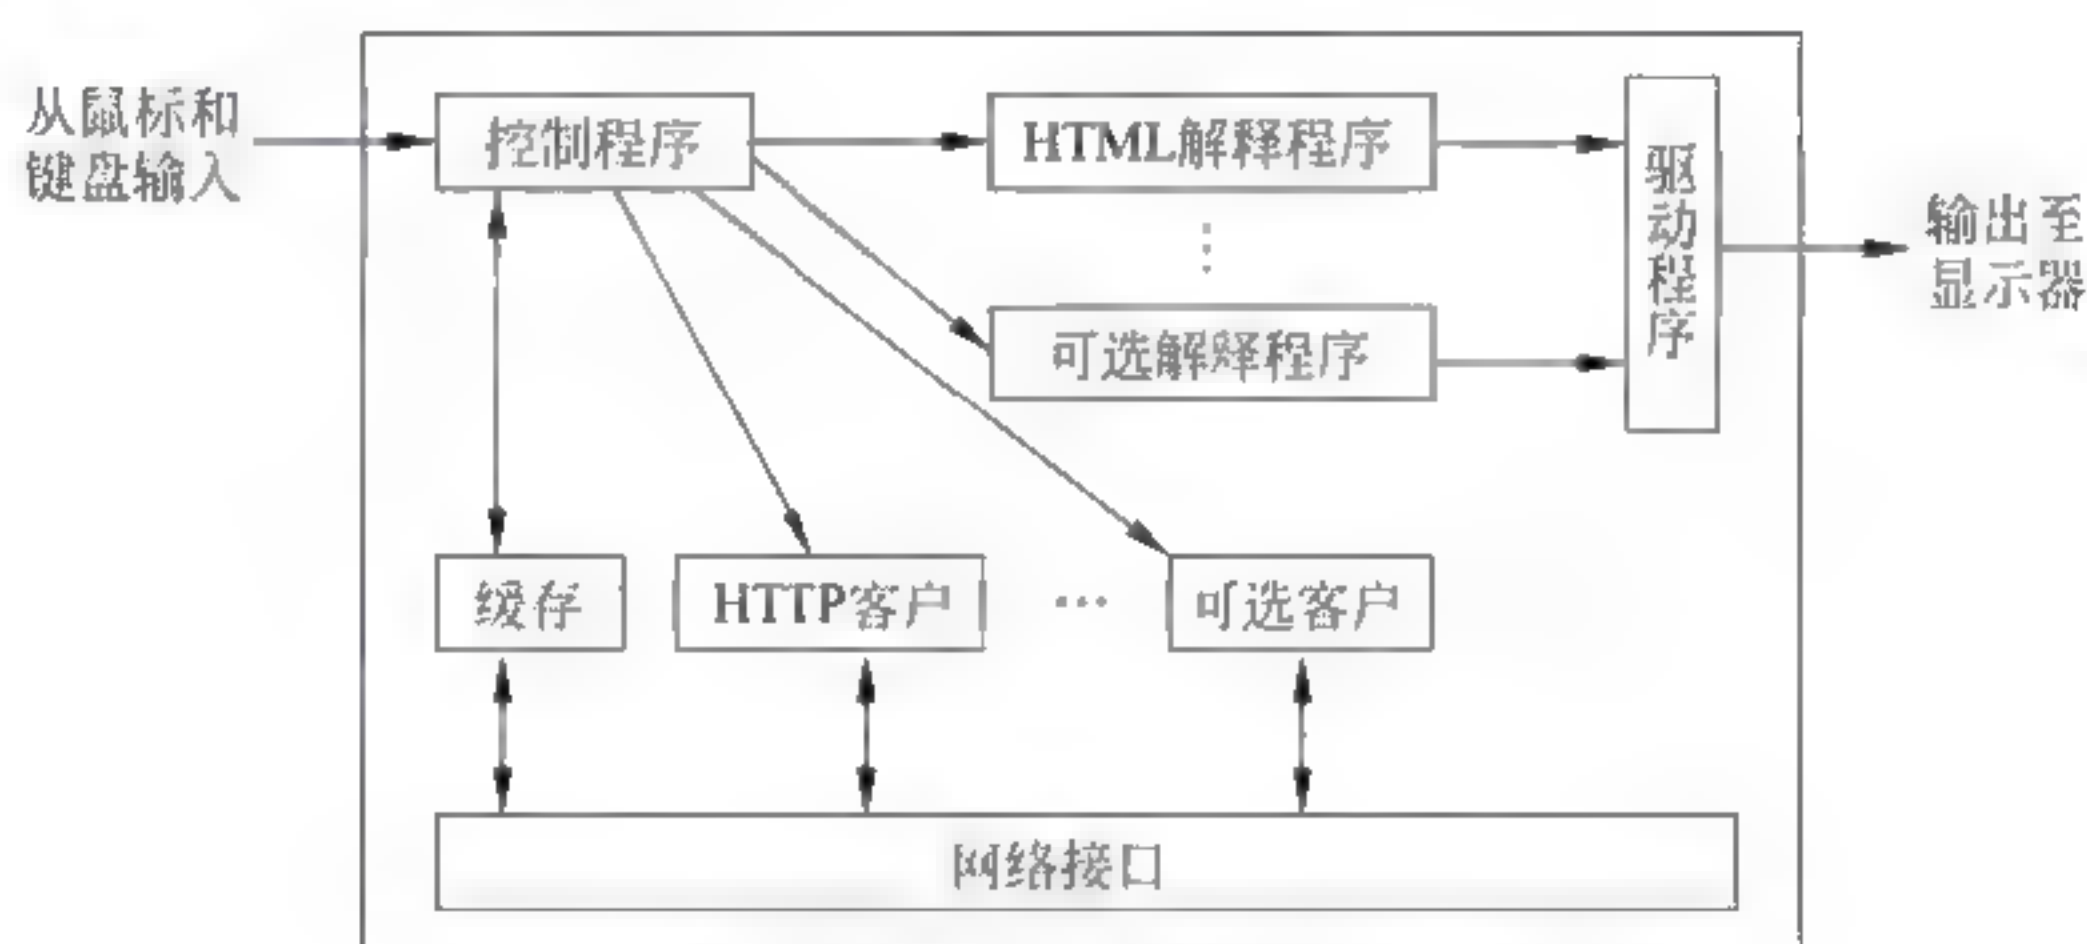 从鼠标和
键盘输入
控制程序
HTML解释程序
驱动程序
输出至
显示器
⋮
可选解释程序
缓存
HTTP客户
…
可选客户
网络接口